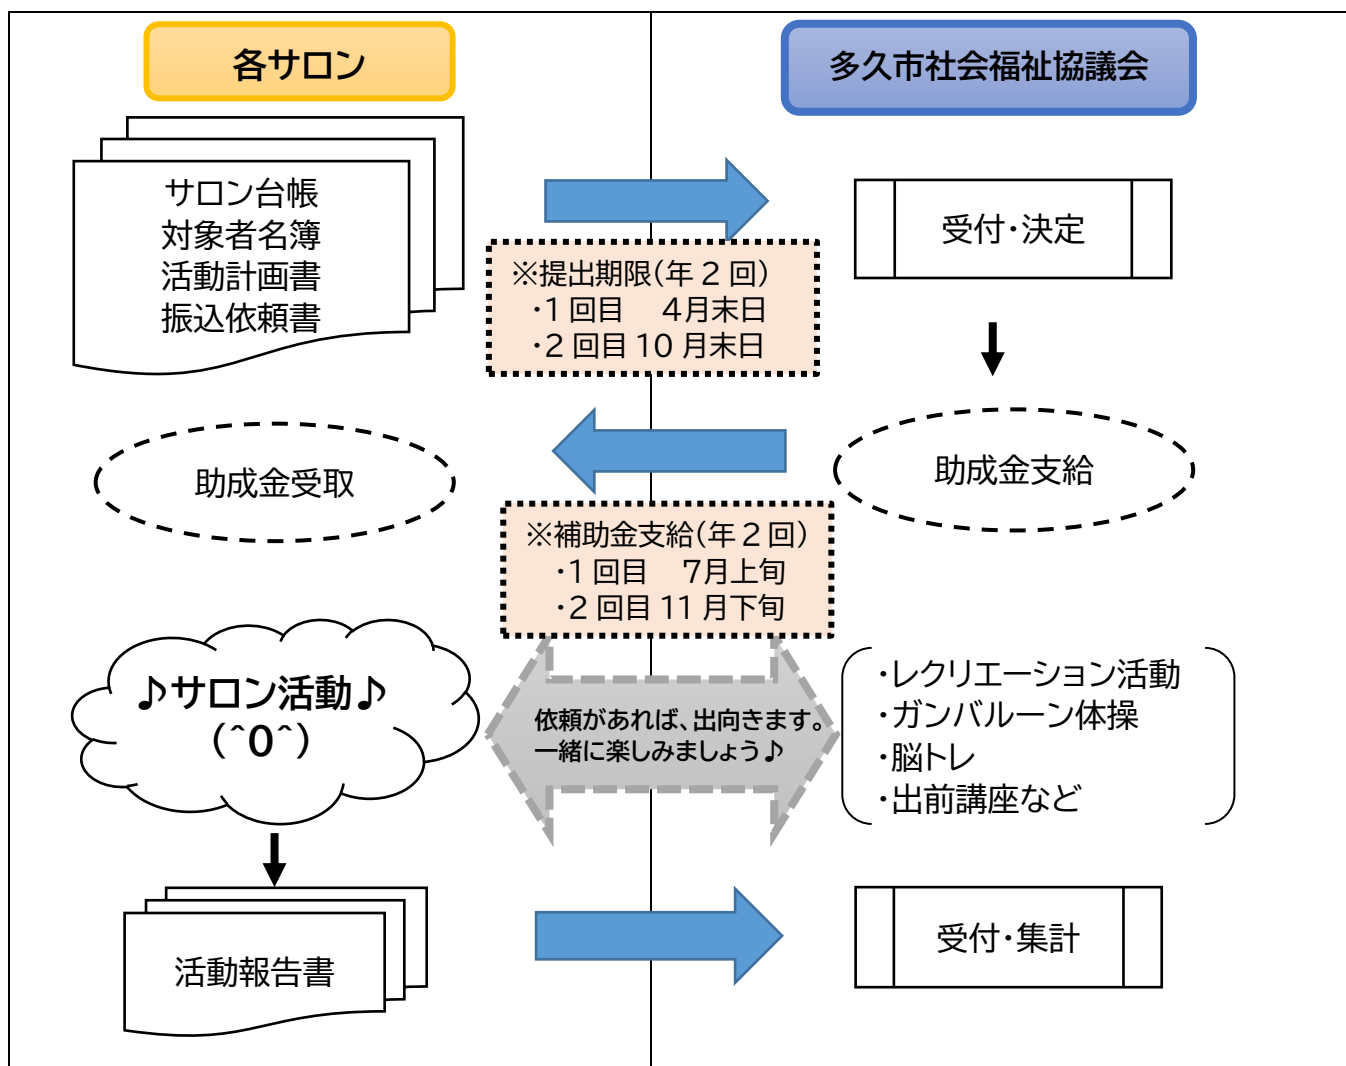 各サロン
多久市社会福祉協議会
サロン台帳
対象者名簿
活動計画書
振込依頼書
※提出期限(年2回)
・1回目　4月末日
・2回目 10月末日
受付・決定
助成金受取
助成金支給
※補助金支給(年2回)
・1回目　7月上旬
・2回目 11月下旬
♪サロン活動♪
(^0^)
依頼があれば、出向きます。
一緒に楽しみましょう♪
・レクリエーション活動
・ガンバルーン体操
・脳トレ
・出前講座など
活動報告書
受付・集計